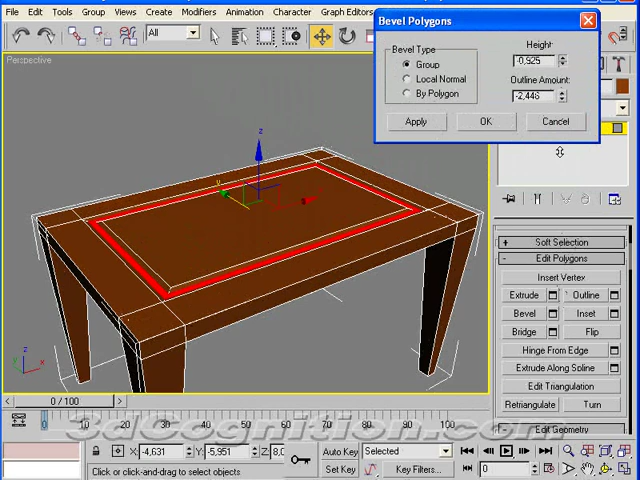 File Edit Tools Group Views Create Modifiers Animation Graph Editors
Bevel Polygons
All
Bevel Type
Group
Local Normal
By Polygon
Height:
-0,925
Outline Amount:
-2,446
Apply OK Cancel
Perspective
z
y
x
+ Soft Selection
- Edit Polygons
Insert Vertex
Extrude Outline
Bevel Inset
Bridge Flip
Hinge From Edge
Extrude Along Spline
Edit Triangulation
Retriangulate Turn
Edit Geometry
z
x
< 0 / 100 >
0 10 20 30 40 50 60 70 80 90 100
3dCognition.com
X: -4,631 Y: -5,951 Z: 8,0
Auto Key Selected
Set Key Key Filters...
0
Click or click-and-drag to select objects